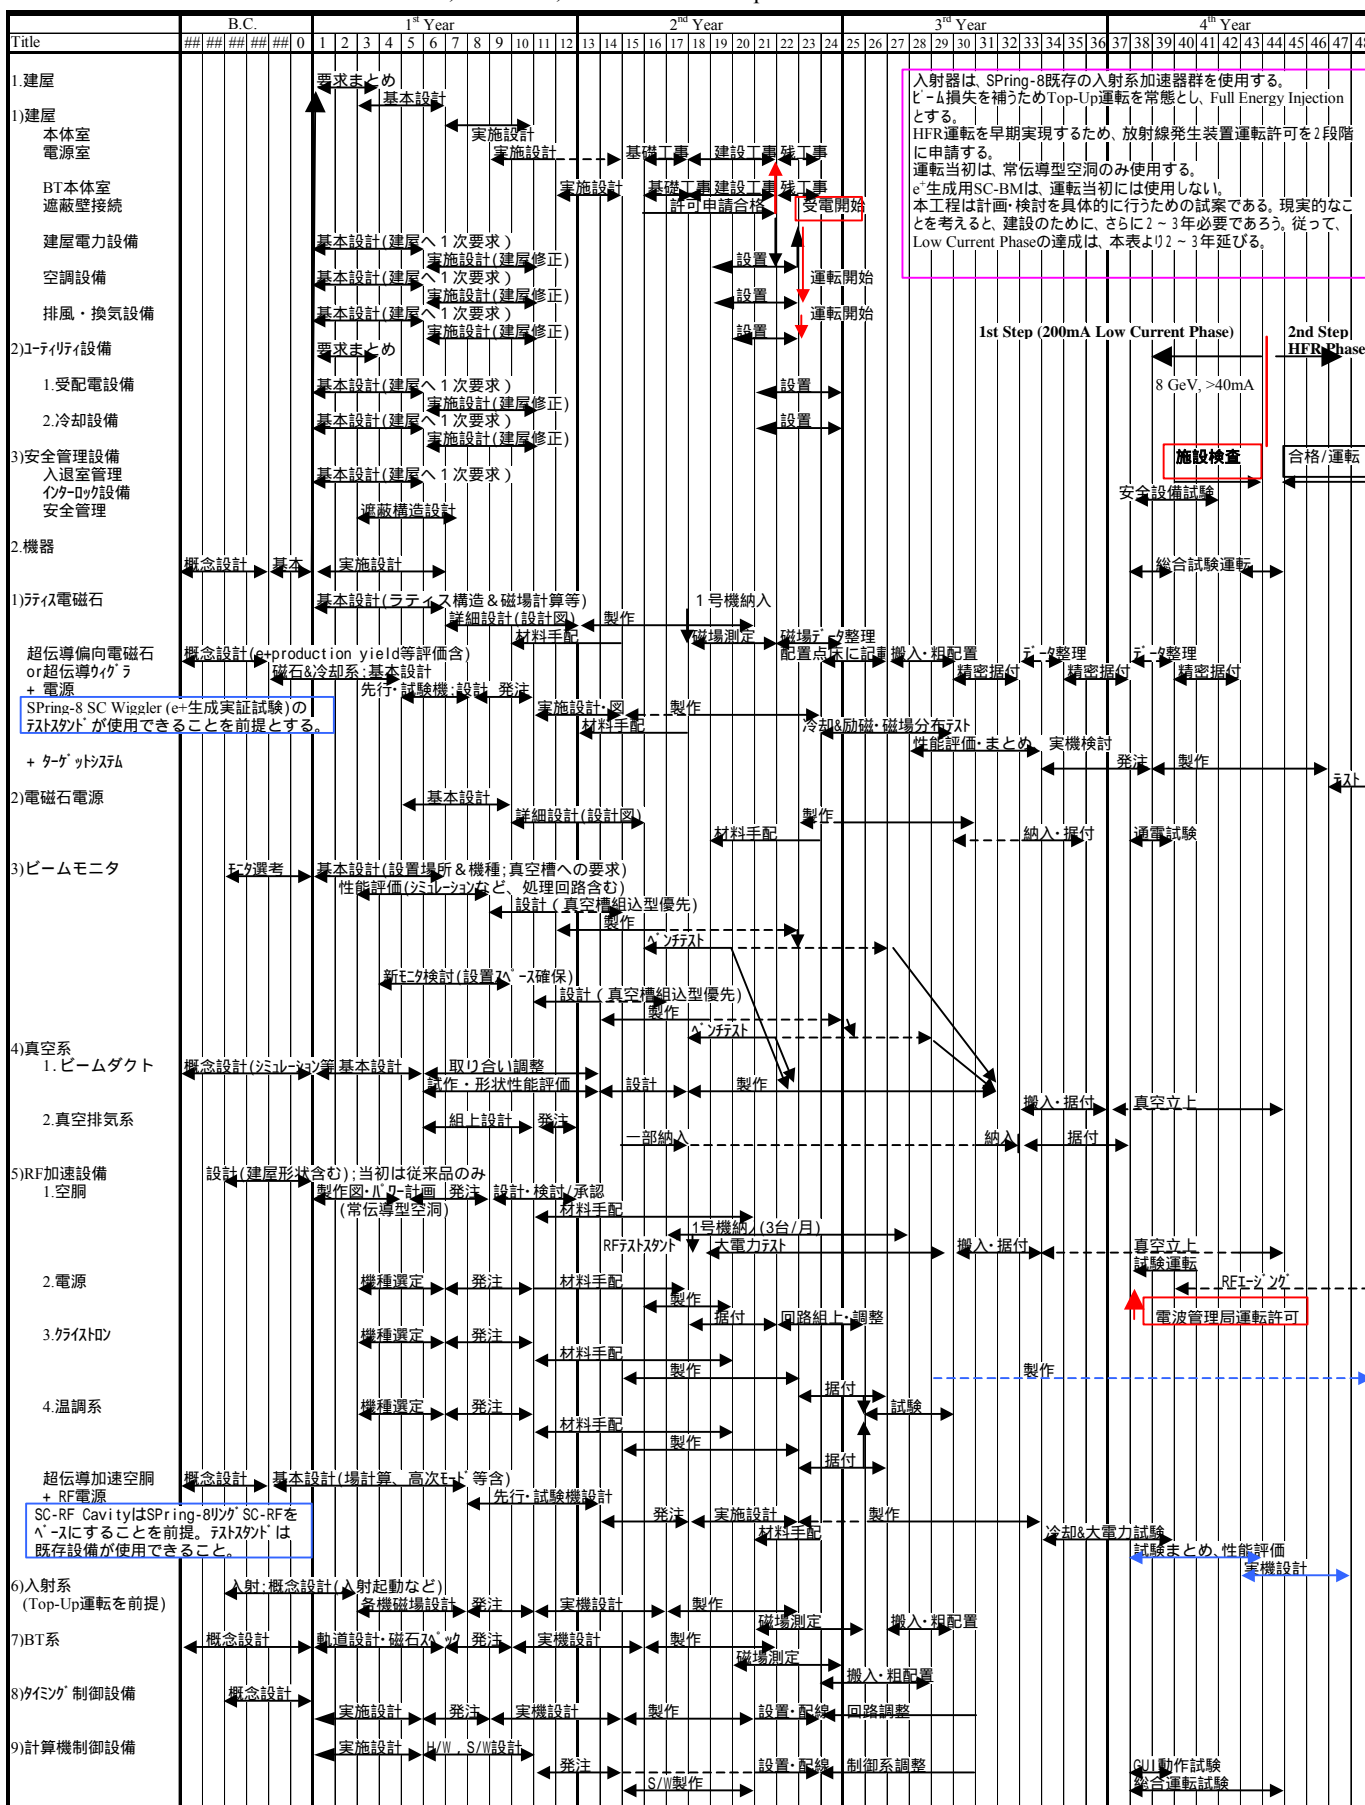 B.C. 1st Year 2nd Year 3rd Year 4th Year
Title ## ## ## ## ## 0 1 2 3 4 5 6 7 8 9 10 11 12 13 14 15 16 17 18 19 20 21 22 23 24 25 26 27 28 29 30 31 32 33 34 35 36 37 38 39 40 41 42 43 44 45 46 47 48
1.建屋 要求まとめ
基本設計
入射器は、SPring-8既存の入射系加速器群を使用する。
ビーム損失を補うためTop-Up運転を常態とし、Full Energy Injection
とする。
HFR運転を早期実現するため、放射線発生装置運転許可を2段階
に申請する。
運転当初は、常伝導型空洞のみ使用する。
e+生成用SC-BMは、運転当初には使用しない。
本工程は計画・検討を具体的に行うための試案である。現実的なこ
とを考えると、建設のために、さらに2~3年必要であろう。従って、
Low Current Phaseの達成は、本表より2~3年延びる。
1)建屋
本体室 実施設計
電源室 実施設計 基礎工事 建設工事 残工事
BT本体室 実施設計 基礎工事 建設工事 残工事
遮蔽壁接続 許可申請合格 受電開始
建屋電力設備 基本設計(建屋へ1次要求)
実施設計(建屋修正) 設置
空調設備 基本設計(建屋へ1次要求) 運転開始
実施設計(建屋修正) 設置
排風・換気設備 基本設計(建屋へ1次要求) 運転開始
実施設計(建屋修正) 設置
1st Step (200mA Low Current Phase) 2nd Step
HFR Phase
2)ユーティリティ設備 要求まとめ
1.受配電設備 基本設計(建屋へ1次要求) 設置 8 GeV, >40mA
実施設計(建屋修正)
2.冷却設備 基本設計(建屋へ1次要求) 設置
実施設計(建屋修正)
3)安全管理設備 施設検査 合格/運転
入退室管理 基本設計(建屋へ1次要求)
インターロック設備 安全設備試験
安全管理 遮蔽構造設計
2.機器
概念設計 基本 実施設計 総合試験運転
1)ラティス電磁石 基本設計(ラティス構造&磁場計算等) 1号機納入
詳細設計(設計図) 製作
材料手配 磁場測定 磁場データ整理
超伝導偏向電磁石 概念設計(e+production yield等評価含) 配置点床に記事 搬入・粗配置 データ整理 データ整理
or超伝導ウィグラ 磁石&冷却系:基本設計 精密据付 精密据付 精密据付
+ 電源 先行・試験機:設計 発注
SPring-8 SC Wiggler (e+生成実証試験)の
テストスタンドが使用できることを前提とする。
実施設計・図 製作
材料手配 冷却&励磁・磁場分布テスト
性能評価・まとめ 実機検討
+ ターゲットシステム 発注 製作
テスト
2)電磁石電源 基本設計
詳細設計(設計図) 製作
材料手配 納入・据付 通電試験
3)ビームモニタ モニタ選考 基本設計(設置場所&機種;真空槽への要求)
性能評価(シミュレーションなど、処理回路含む)
設計(真空槽組込型優先)
製作
ベンチテスト
新モニタ検討(設置スペース確保)
設計(真空槽組込型優先)
製作
ベンチテスト
4)真空系
1.ビームダクト 概念設計(シミュレーション等 基本設計 取り合い調整
試作・形状性能評価 設計 製作
搬入・据付 真空立上
2.真空排気系 組上設計 発注
一部納入 納入 据付
5)RF加速設備 設計(建屋形状含む);当初は従来品のみ
1.空胴 製作図・パワー計画 発注 設計・検討/承認
(常伝導型空洞) 材料手配
1号機納入(3台/月)
RFテストスタント 大電力テスト 搬入・据付 真空立上
試験運転
2.電源 機種選定 発注 材料手配 RFエージング
製作
据付 回路組上・調整 電波管理局運転許可
3.クライストロン 機種選定 発注
材料手配
製作 製作
据付
4.温調系 機種選定 発注 試験
材料手配
製作
据付
超伝導加速空胴 概念設計 基本設計(場計算、高次モード等含)
+ RF電源 先行・試験機設計
SC-RF CavityはSPring-8リングSC-RFを
ベースにすることを前提。テストスタンドは
既存設備が使用できること。
発注 実施設計 製作
材料手配 冷却&大電力試験
試験まとめ、性能評価
実機設計
6)入射系 入射:概念設計(入射起動など)
(Top-Up運転を前提) 各機磁場設計 発注 実機設計 製作
磁場測定 搬入・粗配置
7)BT系 概念設計 軌道設計・磁石スペック 発注 実機設計 製作
磁場測定
搬入・粗配置
8)タイミング制御設備 概念設計
実施設計 発注 実機設計 製作 設置・配線 回路調整
9)計算機制御設備 実施設計 H/W , S/W設計
発注 設置・配線 制御系調整 GUI動作試験
S/W製作 総合運転試験